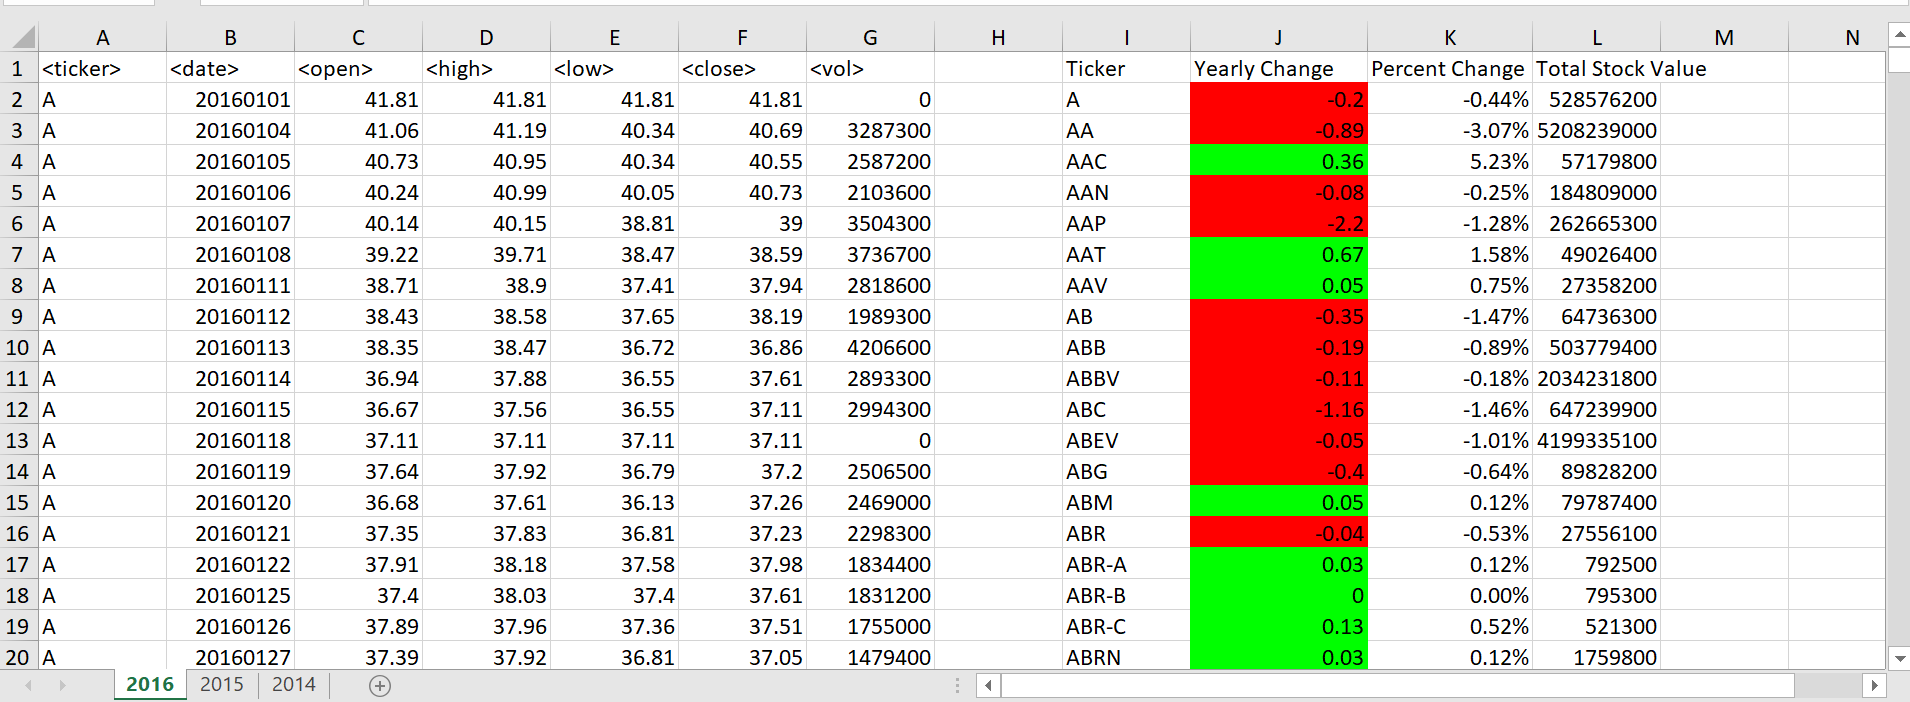 A B C D E F G H I J K L M N
1 <ticker> <date> <open> <high> <low> <close> <vol> Ticker Yearly Change Percent Change Total Stock Value
2 A 20160101 41.81 41.81 41.81 41.81 0 A -0.2 -0.44% 528576200
3 A 20160104 41.06 41.19 40.34 40.69 3287300 AA -0.89 -3.07% 5208239000
4 A 20160105 40.73 40.95 40.34 40.55 2587200 AAC 0.36 5.23% 57179800
5 A 20160106 40.24 40.99 40.05 40.73 2103600 AAN -0.08 -0.25% 184809000
6 A 20160107 40.14 40.15 38.81 39 3504300 AAP -2.2 -1.28% 262665300
7 A 20160108 39.22 39.71 38.47 38.59 3736700 AAT 0.67 1.58% 49026400
8 A 20160111 38.71 38.9 37.41 37.94 2818600 AAV 0.05 0.75% 27358200
9 A 20160112 38.43 38.58 37.65 38.19 1989300 AB -0.35 -1.47% 64736300
10 A 20160113 38.35 38.47 36.72 36.86 4206600 ABB -0.19 -0.89% 503779400
11 A 20160114 36.94 37.88 36.55 37.61 2893300 ABBV -0.11 -0.18% 2034231800
12 A 20160115 36.67 37.56 36.55 37.11 2994300 ABC -1.16 -1.46% 647239900
13 A 20160118 37.11 37.11 37.11 37.11 0 ABEV -0.05 -1.01% 4199335100
14 A 20160119 37.64 37.92 36.79 37.2 2506500 ABG -0.4 -0.64% 89828200
15 A 20160120 36.68 37.61 36.13 37.26 2469000 ABM 0.05 0.12% 79787400
16 A 20160121 37.35 37.83 36.81 37.23 2298300 ABR -0.04 -0.53% 27556100
17 A 20160122 37.91 38.18 37.58 37.98 1834400 ABR-A 0.03 0.12% 792500
18 A 20160125 37.4 38.03 37.4 37.61 1831200 ABR-B 0 0.00% 795300
19 A 20160126 37.89 37.96 37.36 37.51 1755000 ABR-C 0.13 0.52% 521300
20 A 20160127 37.39 37.92 36.81 37.05 1479400 ABRN 0.03 0.12% 1759800
2016 2015 2014